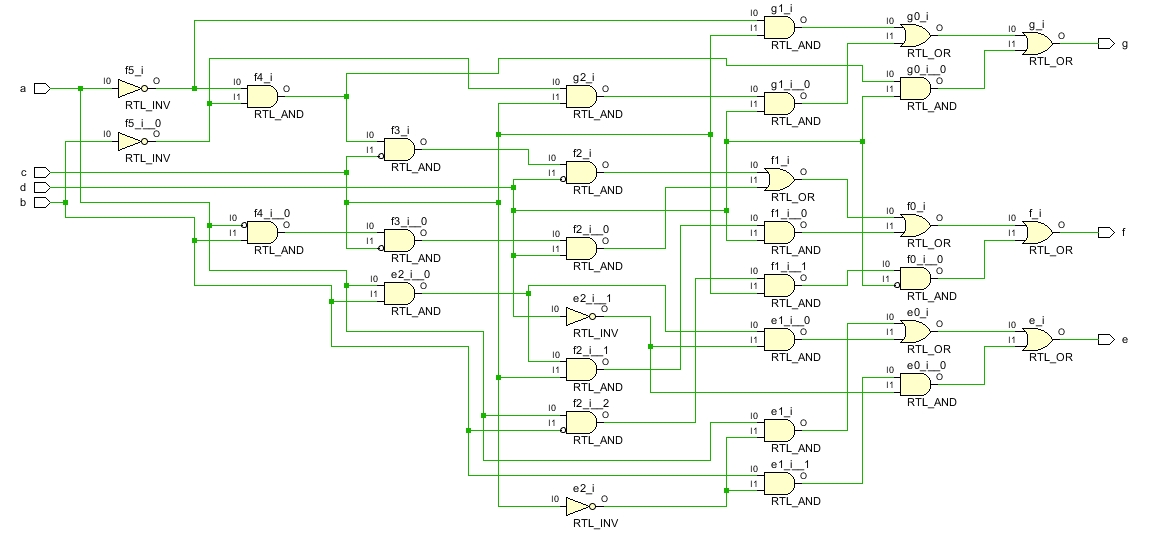 g1_i
I0
I1
O
RTL_AND
g0_i
I0
I1
O
RTL_OR
g_i
I0
I1
O
RTL_OR
g
f5_i
I0
O
RTL_INV
a
f4_i
I0
I1
O
RTL_AND
g2_i
I0
I1
O
RTL_AND
g1_i__0
I0
I1
O
RTL_AND
g0_i__0
I0
I1
O
RTL_AND
f5_i__0
I0
O
RTL_INV
f3_i
I0
I1
O
RTL_AND
c
d
b
f2_i
I0
I1
O
RTL_AND
f1_i
I0
I1
O
RTL_OR
f4_i__0
I0
I1
O
RTL_AND
f3_i__0
I0
I1
O
RTL_AND
f2_i__0
I0
I1
O
RTL_AND
f1_i__0
I0
I1
O
RTL_AND
f0_i
I0
I1
O
RTL_OR
f_i
I0
I1
O
RTL_OR
f
e2_i__0
I0
I1
O
RTL_AND
f1_i__1
I0
I1
O
RTL_AND
f0_i__0
I0
I1
O
RTL_AND
e2_i__1
I0
O
RTL_INV
e1_i__0
I0
I1
O
RTL_AND
e0_i
I0
I1
O
RTL_OR
e_i
I0
I1
O
RTL_OR
e
f2_i__1
I0
I1
O
RTL_AND
e0_i__0
I0
I1
O
RTL_AND
f2_i__2
I0
I1
O
RTL_AND
e1_i
I0
I1
O
RTL_AND
e1_i__1
I0
I1
O
RTL_AND
e2_i
I0
O
RTL_INV